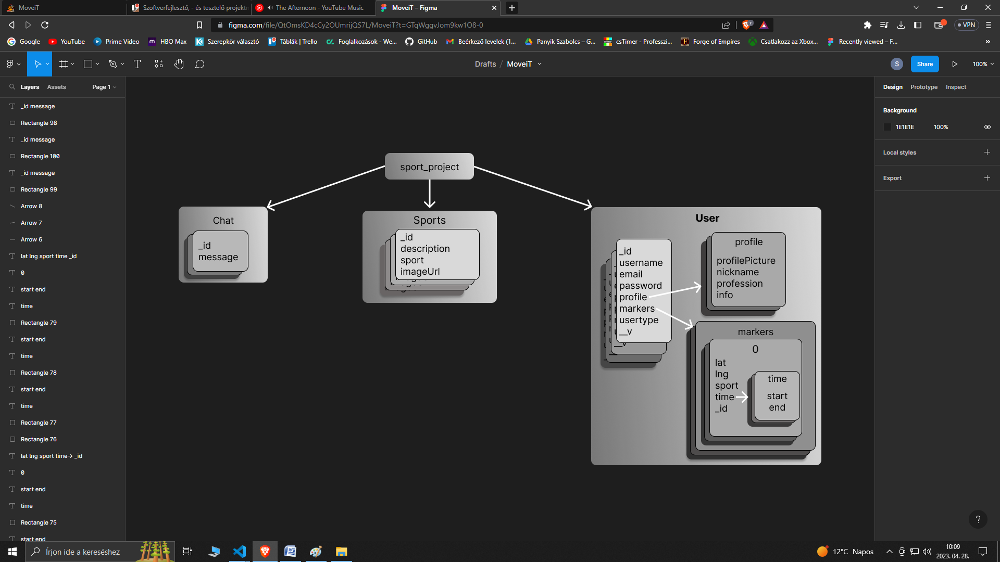 MoveiT
Szoftverfejlesztő, - és tesztelő projektm
The Afternoon - YouTube Music
MoveiT – Figma
figma.com/file/QtOmsKD4cCy2OUmrijQS7L/MoveiT?t=GTqWggvJom9kw1O8-0
7
VPN
Google
YouTube
Prime Video
HBO Max
Szerepkör választó
Táblák | Trello
Foglalkozások - We...
GitHub
Beérkező levelek (1...
Panyik Szabolcs – G...
csTimer - Professzi...
Forge of Empires
Csatlakozz az Xbox...
Recently viewed – F...
Drafts / MoveiT
S
Share
100%
Layers
Assets
Page 1
_id message
Rectangle 98
_id message
Rectangle 100
_id message
Rectangle 99
Arrow 8
Arrow 7
Arrow 6
lat lng sport time _id
0
start end
time
Rectangle 79
start end
time
Rectangle 78
start end
time
Rectangle 77
Rectangle 76
lat lng sport time-> _id
0
start end
time
Rectangle 75
start end
sport_project
Chat
_id
message
Sports
_id
description
sport
imageUrl
User
_id
username
email
password
profile
markers
usertype
__v
profile
profilePicture
nickname
profession
info
markers
0
lat
lng
sport
time
_id
time
start
end
Design
Prototype
Inspect
Background
1E1E1E
100%
Local styles
Export
?
Írjon ide a kereséshez
12°C Napos
10:09
2023. 04. 28.